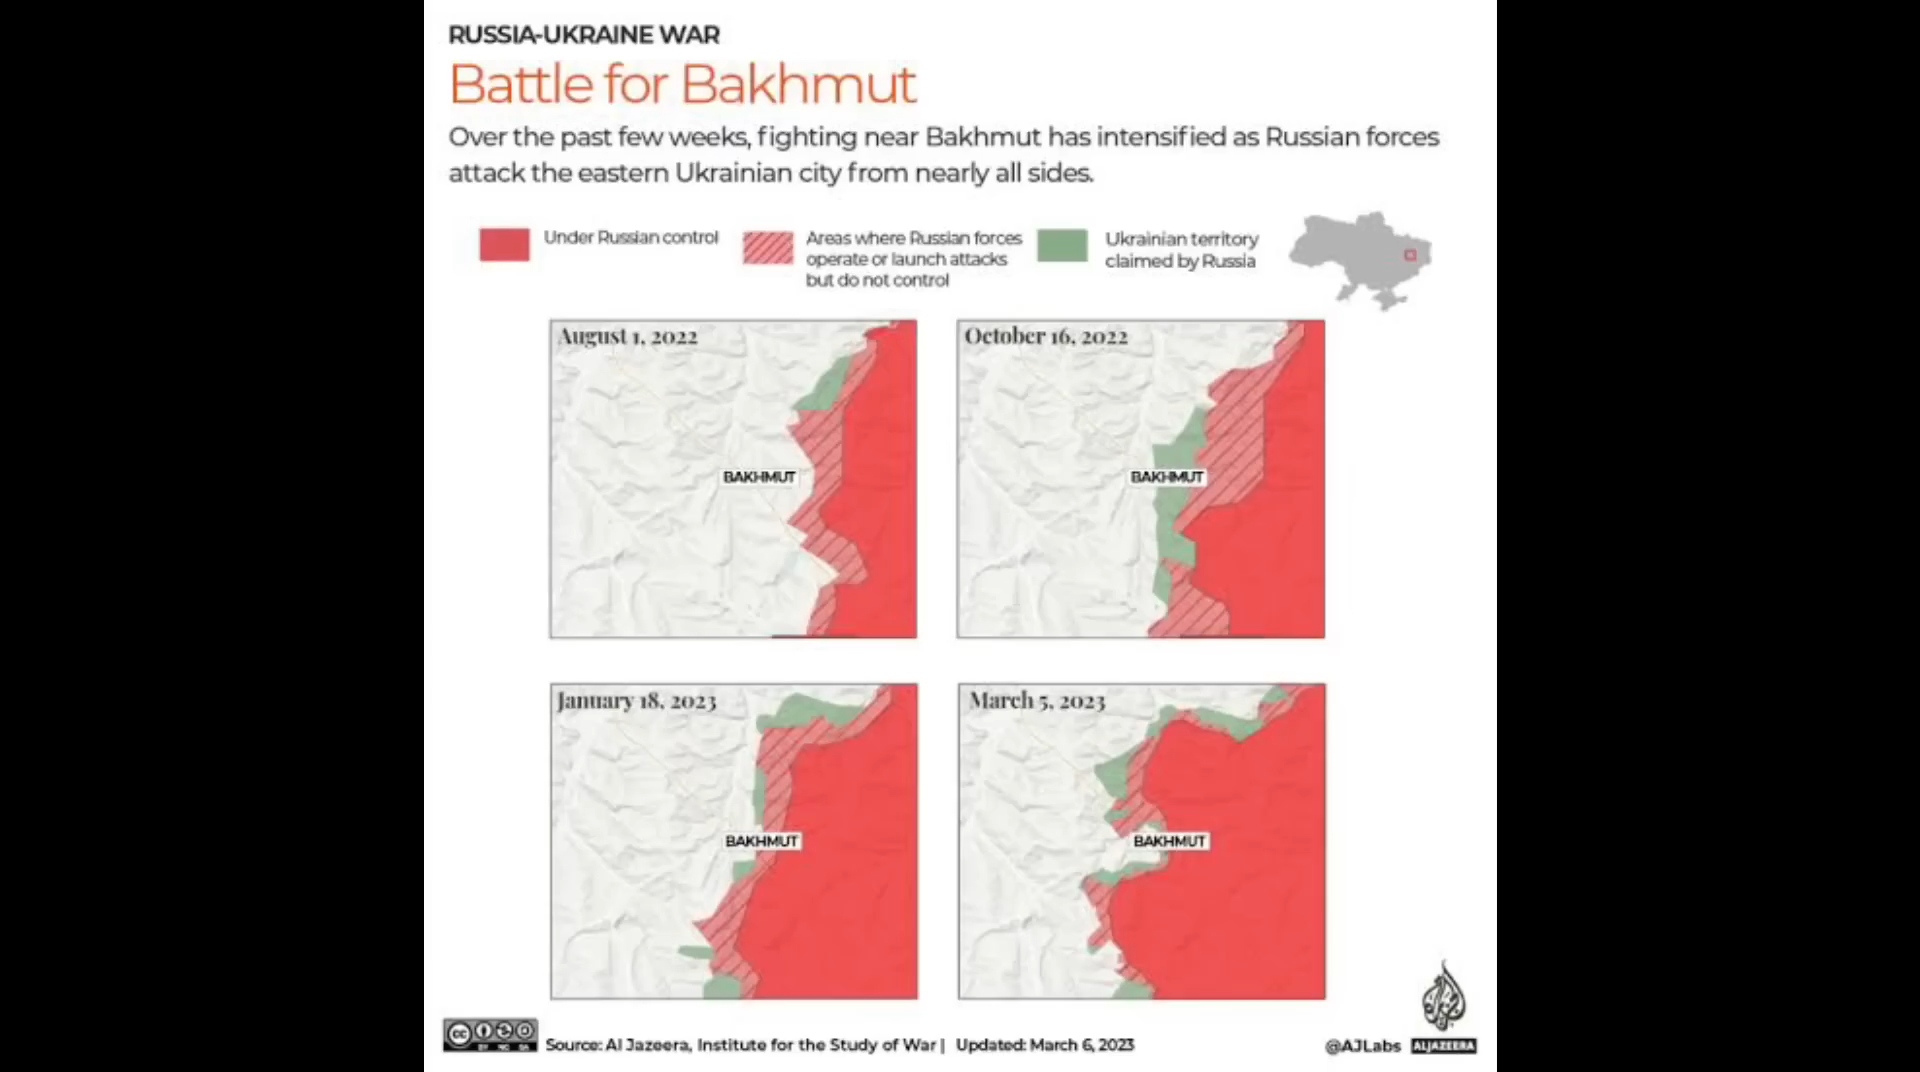 RUSSIA-UKRAINE WAR
Battle for Bakhmut
Over the past few weeks, fighting near Bakhmut has intensified as Russian forces
attack the eastern Ukrainian city from nearly all sides.
Under Russian control
Areas where Russian forces
operate or launch attacks
but do not control
Ukrainian territory
claimed by Russia
August 1, 2022
BAKHMUT
October 16, 2022
BAKHMUT
January 18, 2023
BAKHMUT
March 5, 2023
BAKHMUT
cc
BY NC SA
Source: Al Jazeera, Institute for the Study of War | Updated: March 6, 2023
@AJLabs
ALJAZEERA